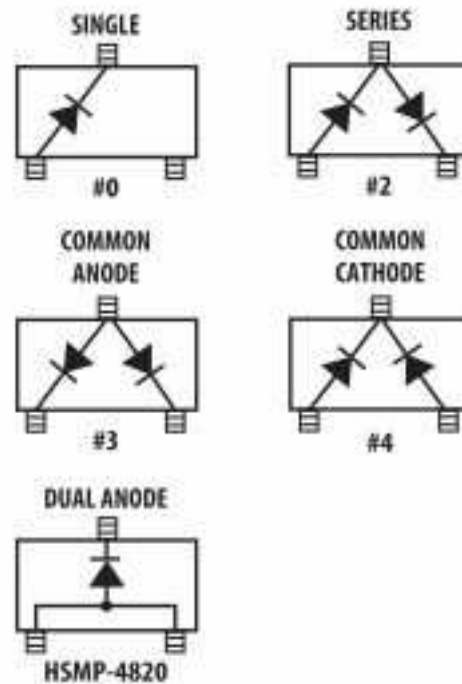 SINGLE
#0
SERIES
#2
COMMON
ANODE
#3
COMMON
CATHODE
#4
DUAL ANODE
HSMP-4820